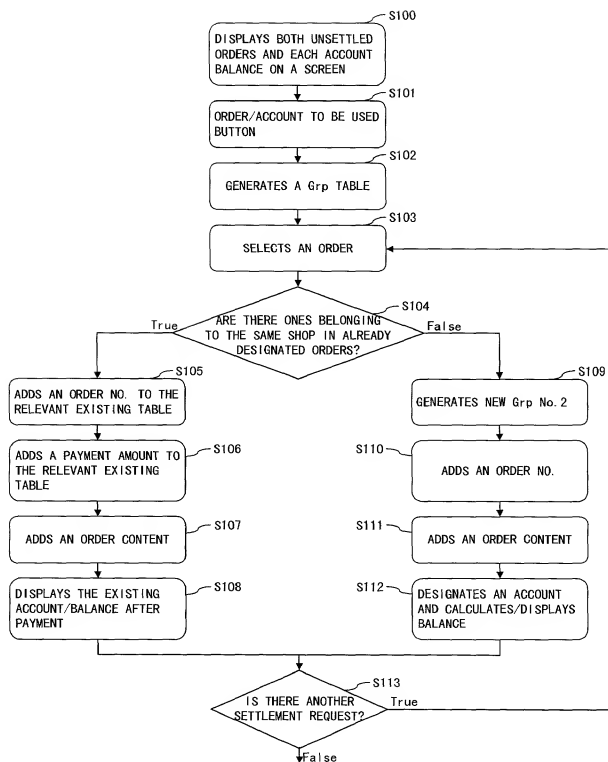 S100
DISPLAYS BOTH UNSETTLED
ORDERS AND EACH ACCOUNT
BALANCE ON A SCREEN
S101
ORDER/ACCOUNT TO BE USED
BUTTON
S102
GENERATES A Grp TABLE
S103
SELECTS AN ORDER
S104
ARE THERE ONES BELONGING
TO THE SAME SHOP IN ALREADY
DESIGNATED ORDERS?
True
False
S105
ADDS AN ORDER NO. TO THE
RELEVANT EXISTING TABLE
S106
ADDS A PAYMENT AMOUNT TO
THE RELEVANT EXISTING
TABLE
S107
ADDS AN ORDER CONTENT
S108
DISPLAYS THE EXISTING
ACCOUNT/BALANCE AFTER
PAYMENT
S109
GENERATES NEW Grp No.2
S110
ADDS AN ORDER NO.
S111
ADDS AN ORDER CONTENT
S112
DESIGNATES AN ACCOUNT
AND CALCULATES/DISPLAYS
BALANCE
S113
IS THERE ANOTHER
SETTLEMENT REQUEST?
True
False